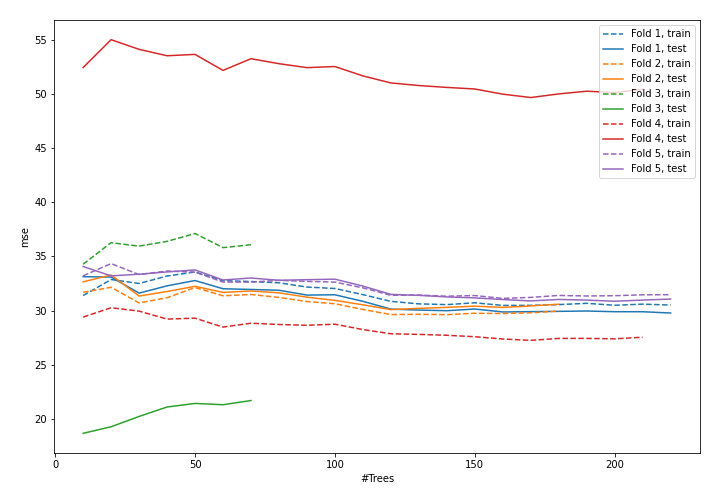 55
50
45
40
35
30
25
20
mse
0
50
100
150
200
#Trees
Fold 1, train
Fold 1, test
Fold 2, train
Fold 2, test
Fold 3, train
Fold 3, test
Fold 4, train
Fold 4, test
Fold 5, train
Fold 5, test